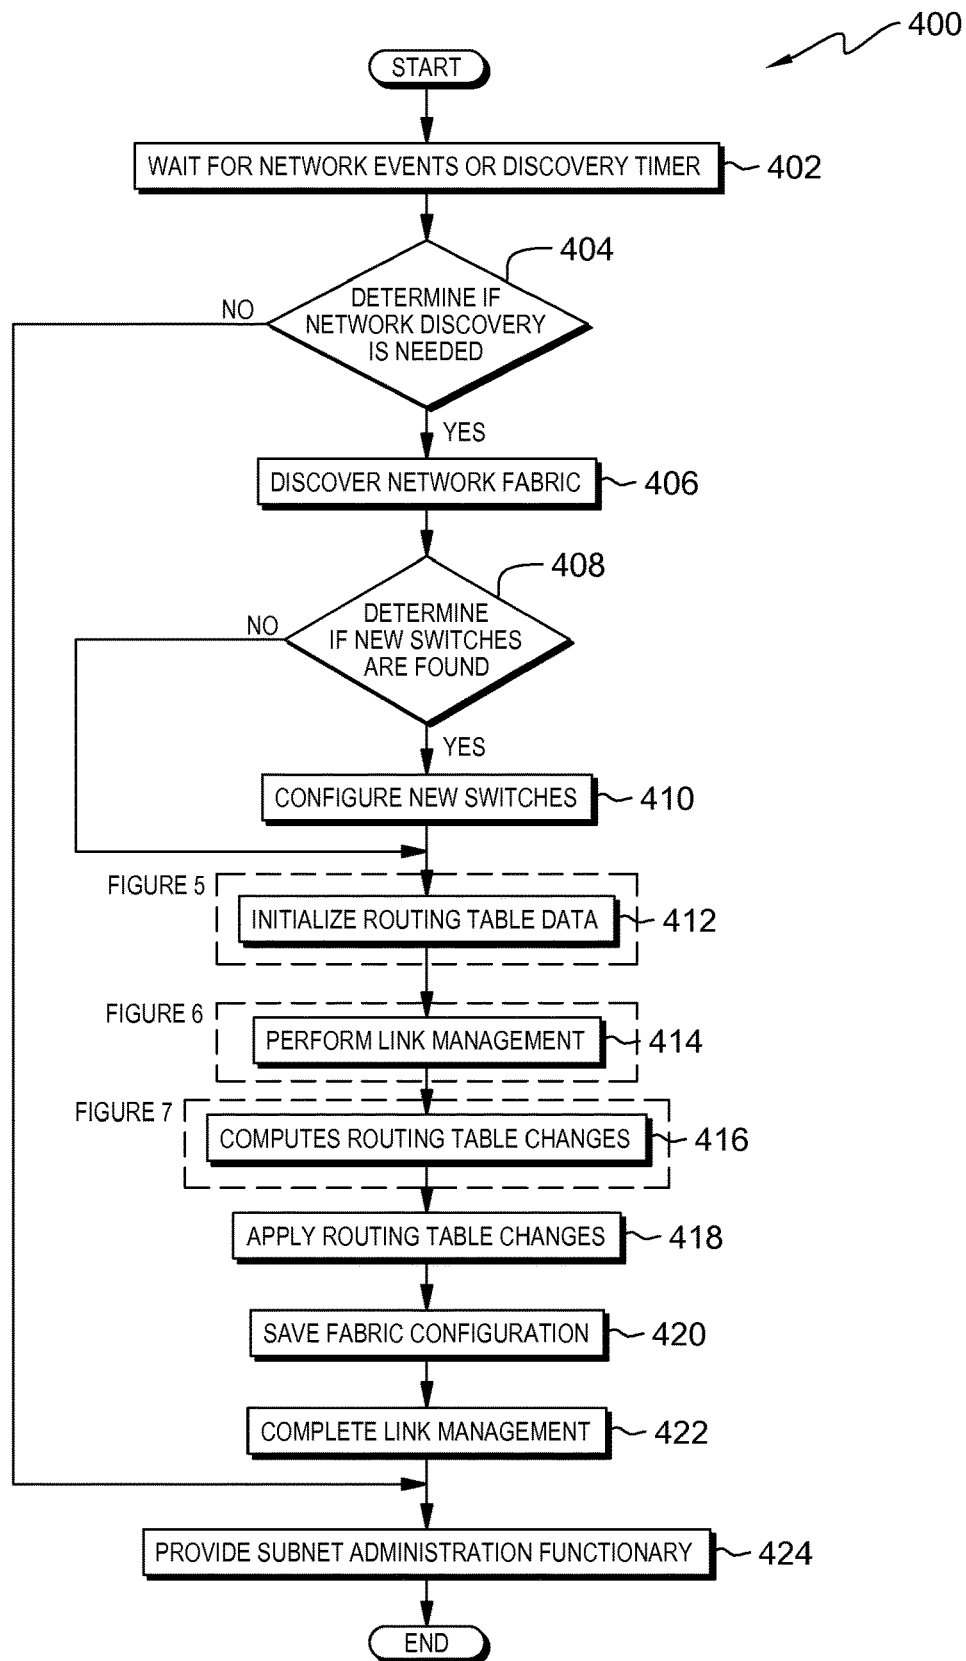 400
START
WAIT FOR NETWORK EVENTS OR DISCOVERY TIMER
402
404
DETERMINE IF
NETWORK DISCOVERY
IS NEEDED
NO
YES
DISCOVER NETWORK FABRIC
406
408
DETERMINE
IF NEW SWITCHES
ARE FOUND
NO
YES
CONFIGURE NEW SWITCHES
410
FIGURE 5
INITIALIZE ROUTING TABLE DATA
412
FIGURE 6
PERFORM LINK MANAGEMENT
414
FIGURE 7
COMPUTES ROUTING TABLE CHANGES
416
APPLY ROUTING TABLE CHANGES
418
SAVE FABRIC CONFIGURATION
420
COMPLETE LINK MANAGEMENT
422
PROVIDE SUBNET ADMINISTRATION FUNCTIONARY
424
END